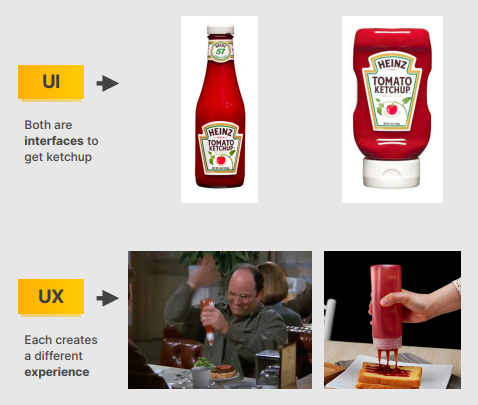 UI
Both are
interfaces to
get ketchup
HEINZ
57
HEINZ
TOMATO
KETCHUP
HEINZ
TOMATO
KETCHUP
UX
Each creates
a different
experience